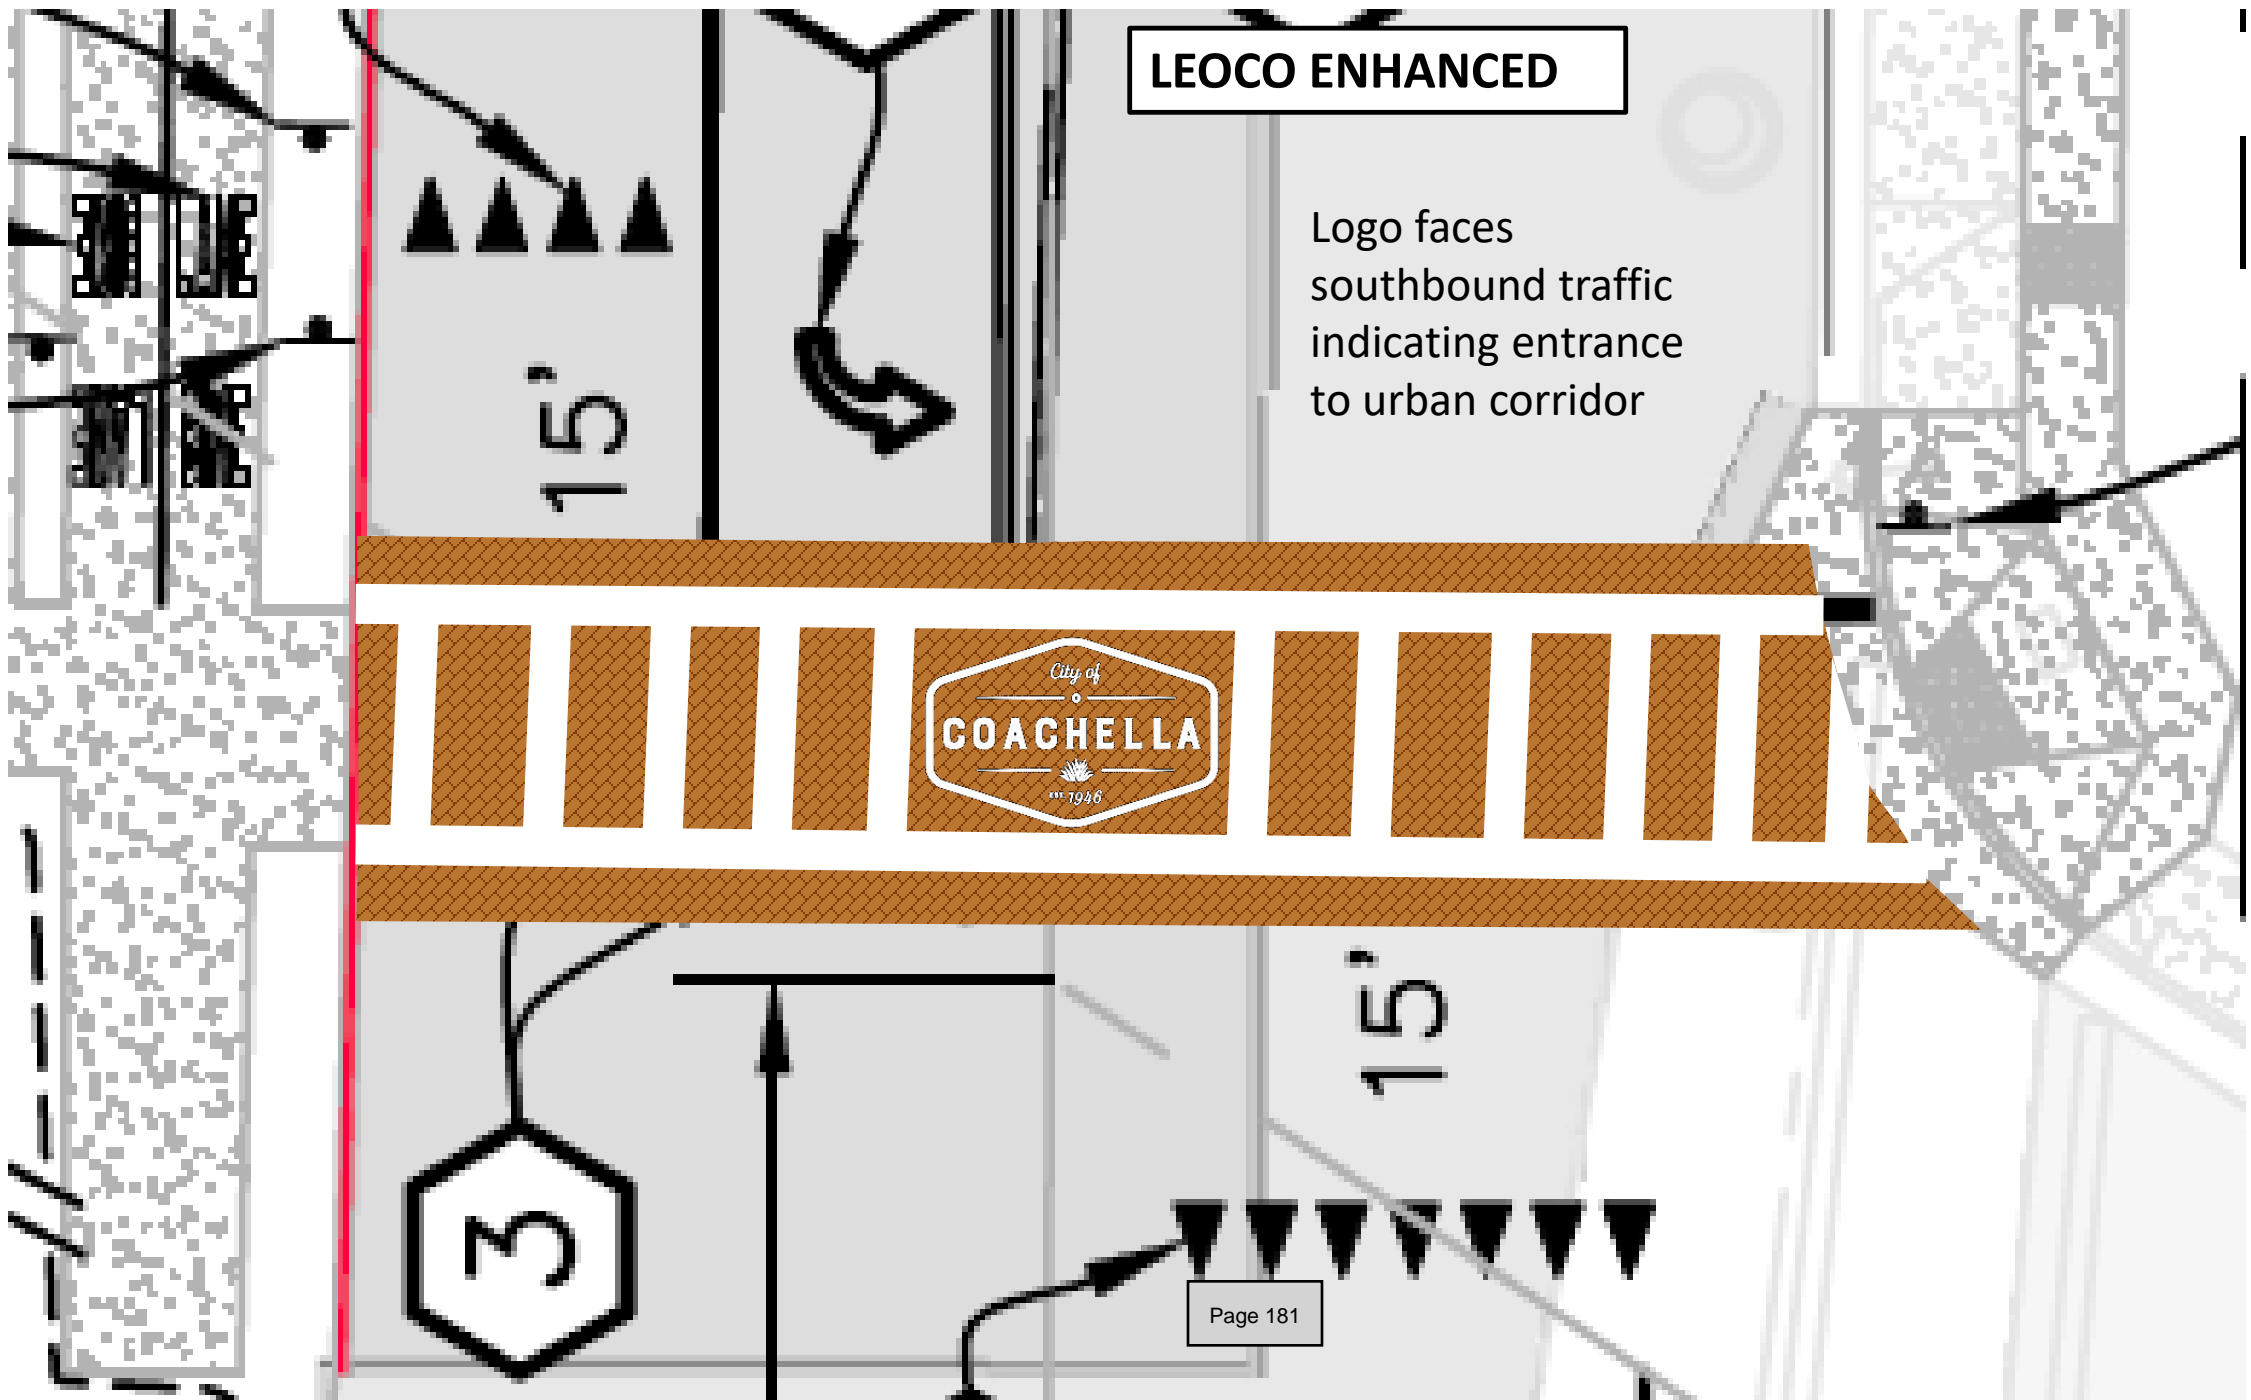 LEOCO ENHANCED
Logo faces
southbound traffic
indicating entrance
to urban corridor
15'
City of
COACHELLA
EST 1946
15'
3
Page 181